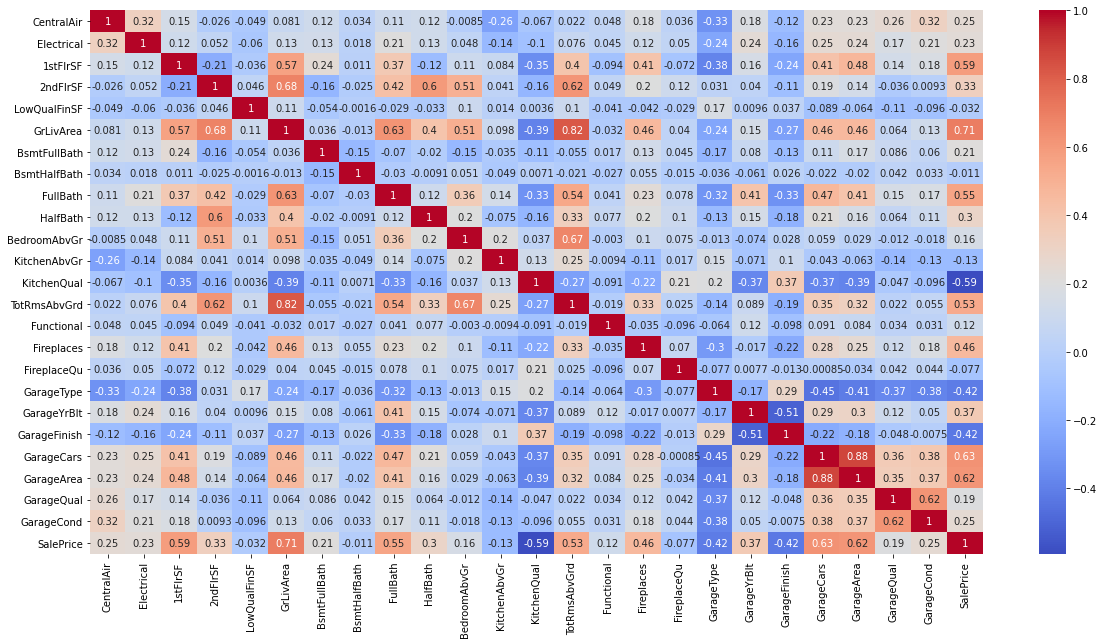 CentralAir 1 0.32 0.15 -0.026 -0.049 0.081 0.12 0.034 0.11 0.12 -0.0085 -0.26 -0.067 0.022 0.048 0.18 0.036 -0.33 0.18 -0.12 0.23 0.23 0.26 0.32 0.25 1.0
Electrical 0.32 1 0.12 0.052 -0.06 0.13 0.13 0.018 0.21 0.13 0.048 -0.14 -0.1 0.076 0.045 0.12 0.05 -0.24 0.24 -0.16 0.25 0.24 0.17 0.21 0.23
1stFlrSF 0.15 0.12 1 -0.21 -0.036 0.57 0.24 0.011 0.37 -0.12 0.11 0.084 -0.35 0.4 -0.094 0.41 -0.072 -0.38 0.16 -0.24 0.41 0.48 0.14 0.18 0.59
2ndFlrSF -0.026 0.052 -0.21 1 0.046 0.68 -0.16 -0.025 0.42 0.6 0.51 0.041 -0.16 0.62 0.049 0.2 0.12 0.031 0.04 -0.11 0.19 0.14 -0.036 0.0093 0.33 0.8
LowQualFinSF -0.049 -0.06 -0.036 0.046 1 0.11 -0.054 -0.0016 -0.029 -0.033 0.1 0.014 0.0036 0.1 -0.041 -0.042 -0.029 0.17 0.0096 0.037 -0.089 -0.064 -0.11 -0.096 -0.032
GrLivArea 0.081 0.13 0.57 0.68 0.11 1 0.036 -0.013 0.63 0.4 0.51 0.098 -0.39 0.82 -0.032 0.46 0.04 -0.24 0.15 -0.27 0.46 0.46 0.064 0.13 0.71
BsmtFullBath 0.12 0.13 0.24 -0.16 -0.054 0.036 1 -0.15 -0.07 -0.02 -0.15 -0.035 -0.11 -0.055 0.017 0.13 0.045 -0.17 0.08 -0.13 0.11 0.17 0.086 0.06 0.21 0.6
BsmtHalfBath 0.034 0.018 0.011 -0.025 -0.0016 -0.013 -0.15 1 -0.03 -0.0091 0.051 -0.049 0.0071 -0.021 -0.027 0.055 -0.015 -0.036 -0.061 0.026 -0.022 -0.02 0.042 0.033 -0.011
FullBath 0.11 0.21 0.37 0.42 -0.029 0.63 -0.07 -0.03 1 0.12 0.36 0.14 -0.33 0.54 0.041 0.23 0.078 -0.32 0.41 -0.33 0.47 0.41 0.15 0.17 0.55 0.4
HalfBath 0.12 0.13 -0.12 0.6 -0.033 0.4 -0.02 -0.0091 0.12 1 0.2 -0.075 -0.16 0.33 0.077 0.2 0.1 -0.13 0.15 -0.18 0.21 0.16 0.064 0.11 0.3
BedroomAbvGr -0.0085 0.048 0.11 0.51 0.1 0.51 -0.15 0.051 0.36 0.2 1 0.2 0.037 0.67 -0.003 0.1 0.075 -0.013 -0.074 0.028 0.059 0.029 -0.012 -0.018 0.16
KitchenAbvGr -0.26 -0.14 0.084 0.041 0.014 0.098 -0.035 -0.049 0.14 -0.075 0.2 1 0.13 0.25 -0.0094 -0.11 0.017 0.15 -0.071 0.1 -0.043 -0.063 -0.14 -0.13 -0.13
KitchenQual -0.067 -0.1 -0.35 -0.16 0.0036 -0.39 -0.11 0.0071 -0.33 -0.16 0.037 0.13 1 -0.27 -0.091 -0.22 0.21 0.2 -0.37 0.37 -0.37 -0.39 -0.047 -0.096 -0.59 0.2
TotRmsAbvGrd 0.022 0.076 0.4 0.62 0.1 0.82 -0.055 -0.021 0.54 0.33 0.67 0.25 -0.27 1 -0.019 0.33 0.025 -0.14 0.089 -0.19 0.35 0.32 0.022 0.055 0.53
Functional 0.048 0.045 -0.094 0.049 -0.041 -0.032 0.017 -0.027 0.041 0.077 -0.003 -0.0094 -0.091 -0.019 1 -0.035 -0.096 -0.064 0.12 -0.098 0.091 0.084 0.034 0.031 0.12
Fireplaces 0.18 0.12 0.41 0.2 -0.042 0.46 0.13 0.055 0.23 0.2 0.1 -0.11 -0.22 0.33 -0.035 1 0.07 -0.3 -0.017 -0.22 0.28 0.25 0.12 0.18 0.46 0.0
FireplaceQu 0.036 0.05 -0.072 0.12 -0.029 0.04 0.045 -0.015 0.078 0.1 0.075 0.017 0.21 0.025 -0.096 0.07 1 -0.077 0.0077 -0.013 -0.00085 -0.034 0.042 0.044 -0.077
GarageType -0.33 -0.24 -0.38 0.031 0.17 -0.24 -0.17 -0.036 -0.32 -0.13 -0.013 0.15 0.2 -0.14 -0.064 -0.3 -0.077 1 -0.17 0.29 -0.45 -0.41 -0.37 -0.38 -0.42
GarageYrBlt 0.18 0.24 0.16 0.04 0.0096 0.15 0.08 -0.061 0.41 0.15 -0.074 -0.071 -0.37 0.089 0.12 -0.017 0.0077 -0.17 1 -0.51 0.29 0.3 0.12 0.05 0.37 −0.2
GarageFinish -0.12 -0.16 -0.24 -0.11 0.037 -0.27 -0.13 0.026 -0.33 -0.18 0.028 0.1 0.37 -0.19 -0.098 -0.22 -0.013 0.29 -0.51 1 -0.22 -0.18 -0.048 -0.0075 -0.42
GarageCars 0.23 0.25 0.41 0.19 -0.089 0.46 0.11 -0.022 0.47 0.21 0.059 -0.043 -0.37 0.35 0.091 0.28 -0.00085 -0.45 0.29 -0.22 1 0.88 0.36 0.38 0.63
GarageArea 0.23 0.24 0.48 0.14 -0.064 0.46 0.17 -0.02 0.41 0.16 0.029 -0.063 -0.39 0.32 0.084 0.25 -0.034 -0.41 0.3 -0.18 0.88 1 0.35 0.37 0.62
GarageQual 0.26 0.17 0.14 -0.036 -0.11 0.064 0.086 0.042 0.15 0.064 -0.012 -0.14 -0.047 0.022 0.034 0.12 0.042 -0.37 0.12 -0.048 0.36 0.35 1 0.62 0.19 −0.4
GarageCond 0.32 0.21 0.18 0.0093 -0.096 0.13 0.06 0.033 0.17 0.11 -0.018 -0.13 -0.096 0.055 0.031 0.18 0.044 -0.38 0.05 -0.0075 0.38 0.37 0.62 1 0.25
SalePrice 0.25 0.23 0.59 0.33 -0.032 0.71 0.21 -0.011 0.55 0.3 0.16 -0.13 -0.59 0.53 0.12 0.46 -0.077 -0.42 0.37 -0.42 0.63 0.62 0.19 0.25 1
CentralAir Electrical 1stFlrSF 2ndFlrSF LowQualFinSF GrLivArea BsmtFullBath BsmtHalfBath FullBath HalfBath BedroomAbvGr KitchenAbvGr KitchenQual TotRmsAbvGrd Functional Fireplaces FireplaceQu GarageType GarageYrBlt GarageFinish GarageCars GarageArea GarageQual GarageCond SalePrice